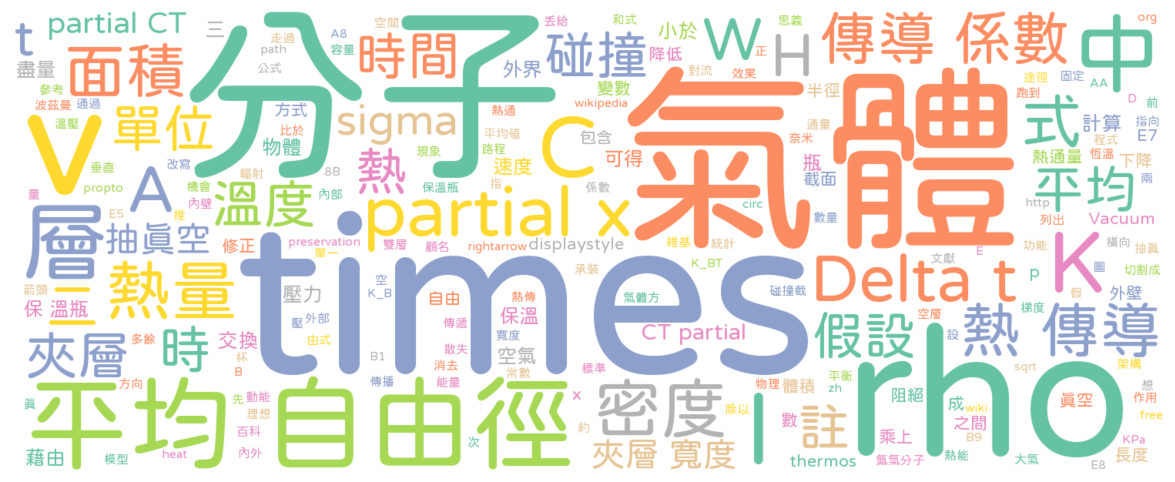 partial CT
三
丟給
和式
A8
思義
org
t
走過
空間
容量
正
W
H
傳導 係數
中
盡量
面積
path
公式
分子
時間
外界
碰撞
小於
降低
對流
效果
途徑
固定
AA
參考
波茲曼
通過
變數
半徑
跑到
D
前
wikipedia
溫壓
V
單位
方式
比於
物體
sigma
熱通
平均值
路程
C
包含
奈米
通量
氣體
式
計算
指向
E7
程式
現象
速度
可得
瓶
截面
熱通量
恆溫
下降
兩
垂直
改寫
A
機會
輻射
8B
熱
保溫瓶
指
係數
平均
量
propto
內壁
溫度
內部
partial x
circ
數量
http
列出
Vacuum
E5
推
層
抽真空
修正
preservation
雙層
顧名
rightarrow
displaystyle
維基
統計
文獻
E
功能
橫向
抽真
times
單一
K_BT
Delta t
p
K
圖
切割成
箭頭
二
熱量
壓力
空
K_B
承裝
氣體方
碰撞截
假
梯度
外壁
保 溫瓶
自由
熱傳
保溫
壓
外部
傳遞
寬度
CT partial
空層
設
假設
熱 傳導
夾層
多餘
時
交換
由式
散失
空氣
消去
常數
杯
B
B1
傳播
能量
標準
物理
體積
平衡
zh
rho
sqrt
架構
方向
先
動能
平均 自由徑
x
密度
l
阻絕
成
之間
真空
想
作用
真
理想
百科
約
除以
數
註
乘上
wiki
B9
free
藉由
模型
heat
內外
次
夾層 寬度
thermos
氮氣分子
熱能
大氣
KPa
長度
E8